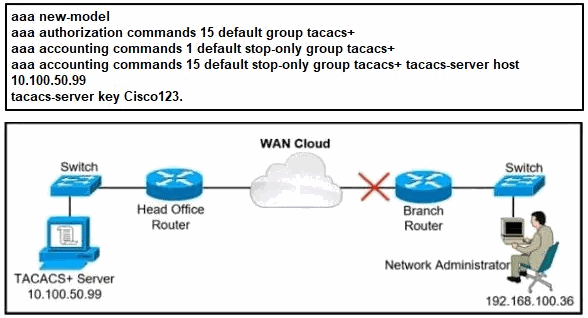 aaa new-model
aaa authorization commands 15 default group tacacs+
aaa accounting commands 1 default stop-only group tacacs+
aaa accounting commands 15 default stop-only group tacacs+ tacacs-server host
10.100.50.99
tacacs-server key Cisco123.
WAN Cloud
Switch
Switch
Head Office
Router
Branch
Router
TACACS+ Server
10.100.50.99
Network Administrator
192.168.100.36